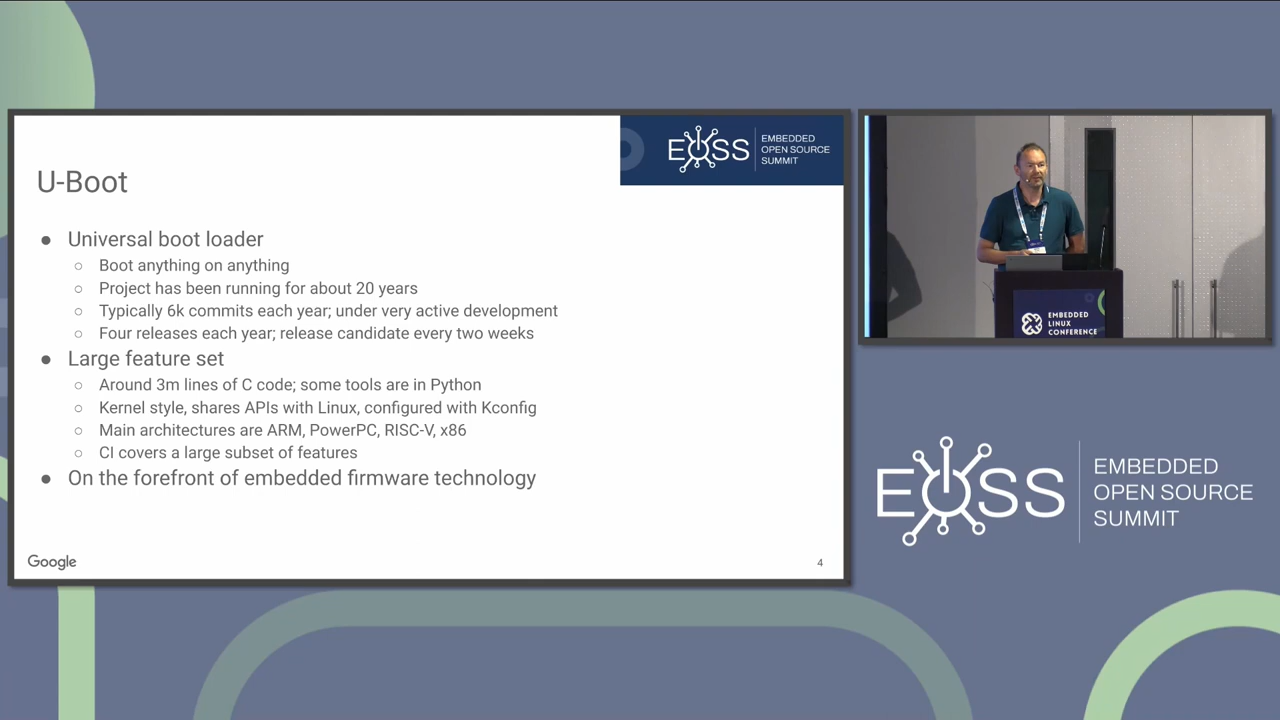 EOSS
EMBEDDED
OPEN SOURCE
SUMMIT
U-Boot
● Universal boot loader
○ Boot anything on anything
○ Project has been running for about 20 years
○ Typically 6k commits each year; under very active development
○ Four releases each year; release candidate every two weeks
● Large feature set
○ Around 3m lines of C code; some tools are in Python
○ Kernel style, shares APIs with Linux, configured with Kconfig
○ Main architectures are ARM, PowerPC, RISC-V, x86
○ CI covers a large subset of features
● On the forefront of embedded firmware technology
Google
4
EMBEDDED
LINUX
CONFERENCE
EOSS
EMBEDDED
OPEN SOURCE
SUMMIT